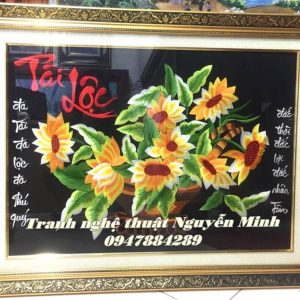 Tài
Lộc
đa
Tài
đa
lộc
đa
Phú
quý
đắc
thời
đắc
lợi
đắc
nhân
Tâm
Tranh nghệ thuật Nguyễn Minh
0947884289